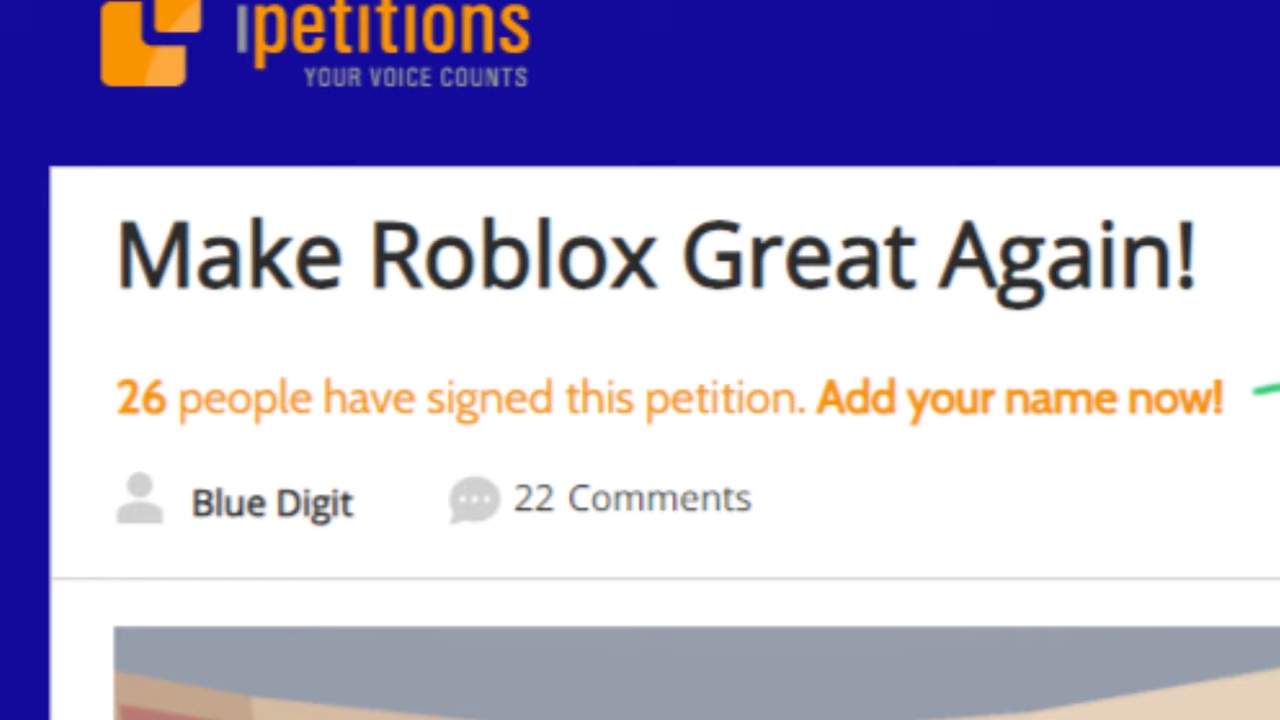 ipetitions
YOUR VOICE COUNTS
Make Roblox Great Again!
26 people have signed this petition. Add your name now!
Blue Digit 22 Comments